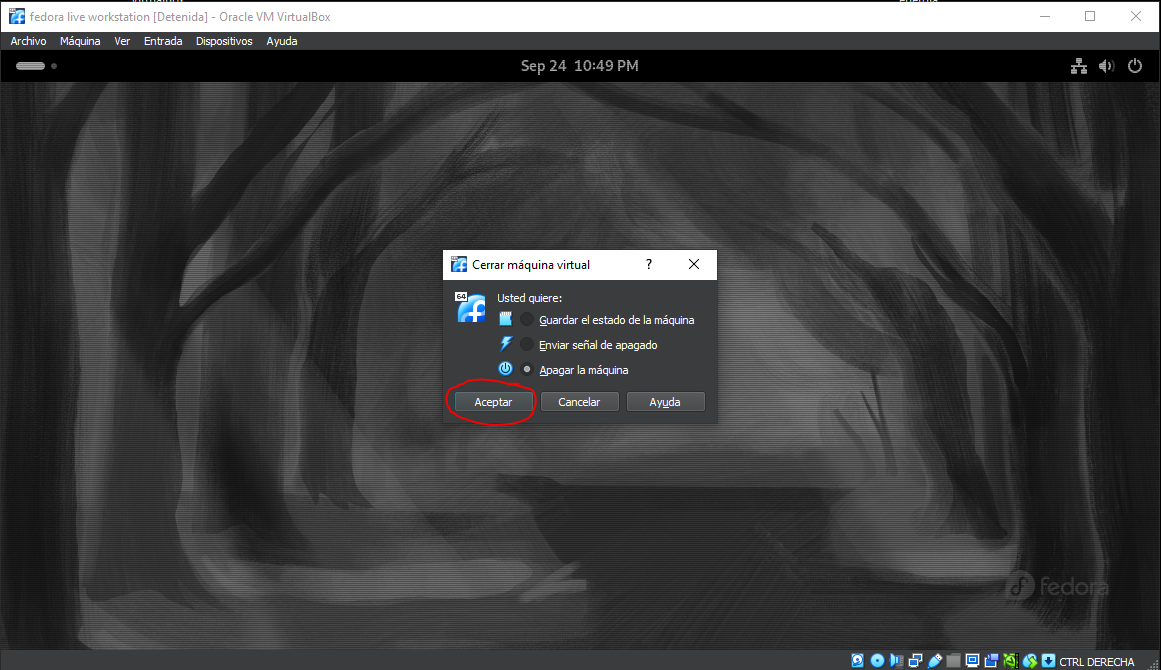 fedora live workstation [Detenida] - Oracle VM VirtualBox
Archivo Máquina Ver Entrada Dispositivos Ayuda
Sep 24 10:49 PM
Cerrar máquina virtual ?
64
Usted quiere:
Guardar el estado de la máquina
Enviar señal de apagado
Apagar la máquina
Aceptar Cancelar Ayuda
fedora
CTRL DERECHA